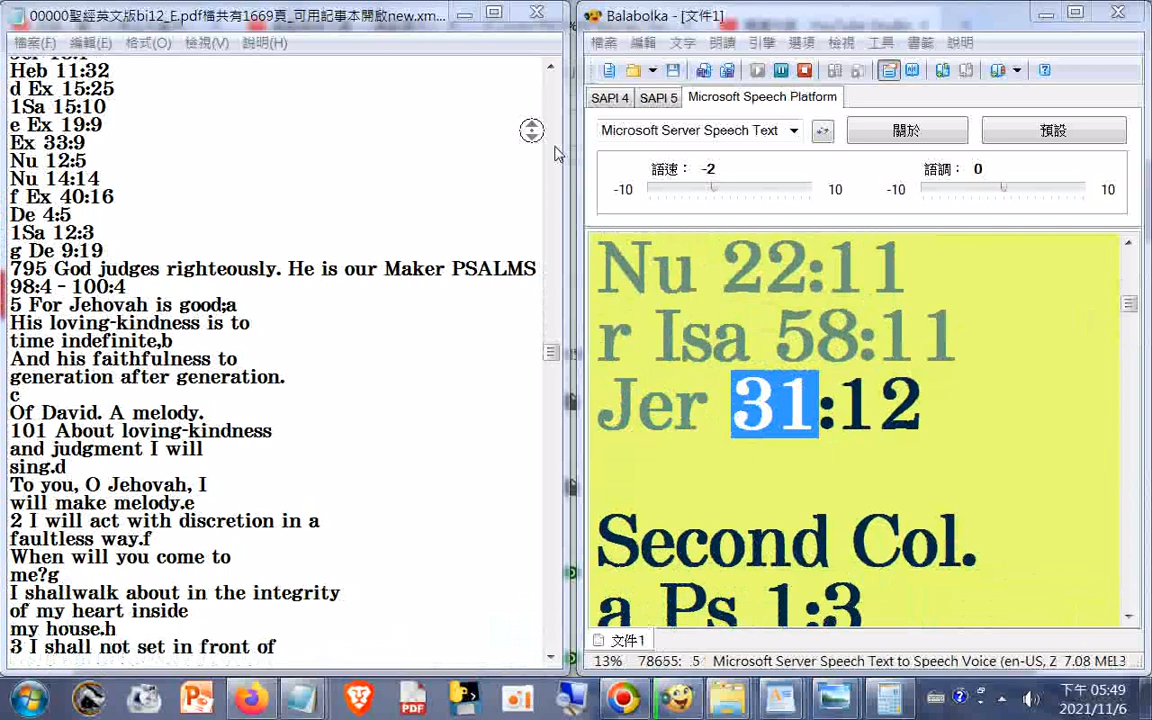 00000聖經英文版bi12_E.pdf檔共有1669頁_可用記事本開啟new.xm...
檔案(F) 編輯(E) 格式(O) 檢視(V) 說明(H)
Heb 11:32
d Ex 15:25
1Sa 15:10
e Ex 19:9
Ex 33:9
Nu 12:5
Nu 14:14
f Ex 40:16
De 4:5
1Sa 12:3
g De 9:19
795 God judges righteously. He is our Maker PSALMS
98:4 - 100:4
5 For Jehovah is good;a
His loving-kindness is to
time indefinite,b
And his faithfulness to
generation after generation.
c
Of David. A melody.
101 About loving-kindness
and judgment I will
sing.d
To you, O Jehovah, I
will make melody.e
2 I will act with discretion in a
faultless way.f
When will you come to
me?g
I shallwalk about in the integrity
of my heart inside
my house.h
3 I shall not set in front of
Balabolka - [文件1]
檔案 編輯 文字 朗讀 引擎 選項 檢視 工具 書籤 說明
SAPI 4 SAPI 5 Microsoft Speech Platform
Microsoft Server Speech Text 關於 預設
語速： -2 語調： 0
-10 10 -10 10
Nu 22:11
r Isa 58:11
Jer 31:12
Second Col.
a Ps 1:3
文件1
13% 78665: 5 Microsoft Server Speech Text to Speech Voice (en-US, Z 7.08 MB
PDF
下午 05:49
2021/11/6